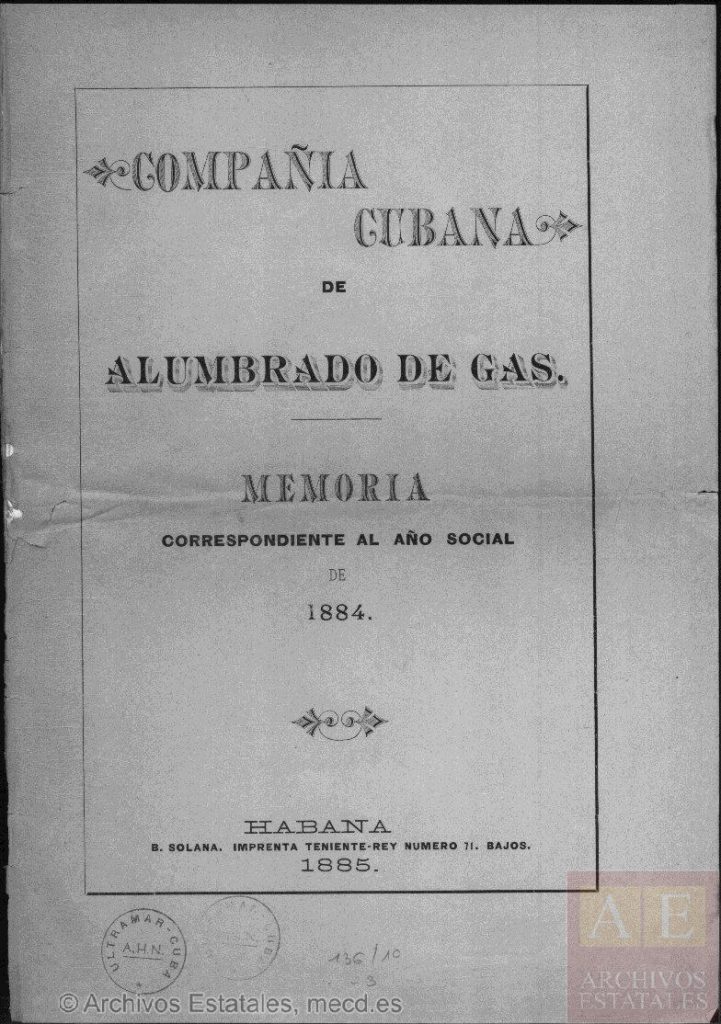 COMPAÑIA
CUBANA
DE
ALUMBRADO DE GAS.
MEMORIA
CORRESPONDIENTE AL AÑO SOCIAL
DE
1884.
HABANA
B. SOLANA. IMPRENTA TENIENTE-REY NUMERO 71. BAJOS.
1885.
ULTRAMAR-CUBA
A.H.N.
136/10
-3
AE
ARCHIVOS
ESTATALES
© Archivos Estatales, mecd.es